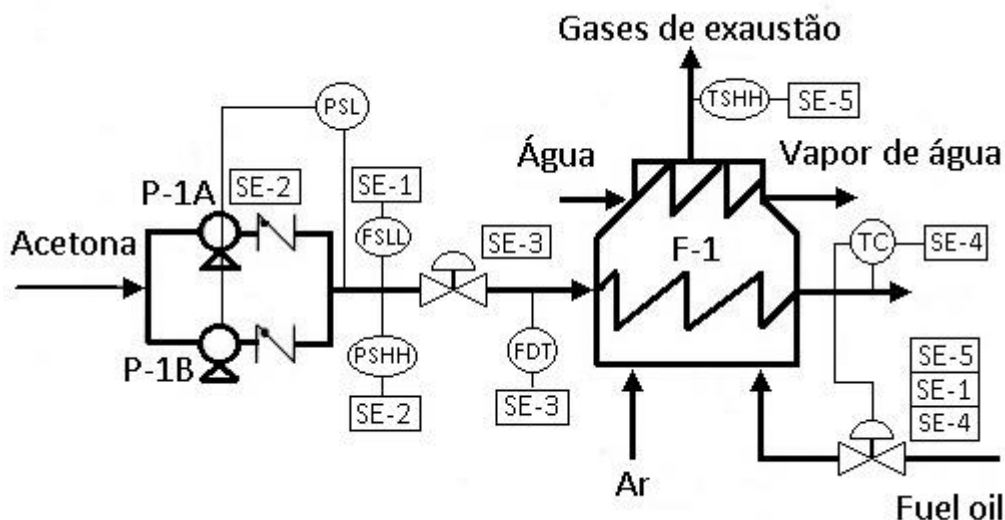 Gases de exaustão
TSHH
SE-5
PSL
Água
Vapor de água
P-1A
SE-2
SE-1
Acetona
FSLL
SE-3
TC
SE-4
F-1
P-1B
PSHH
FDT
SE-2
SE-3
SE-5
SE-1
SE-4
Ar
Fuel oil